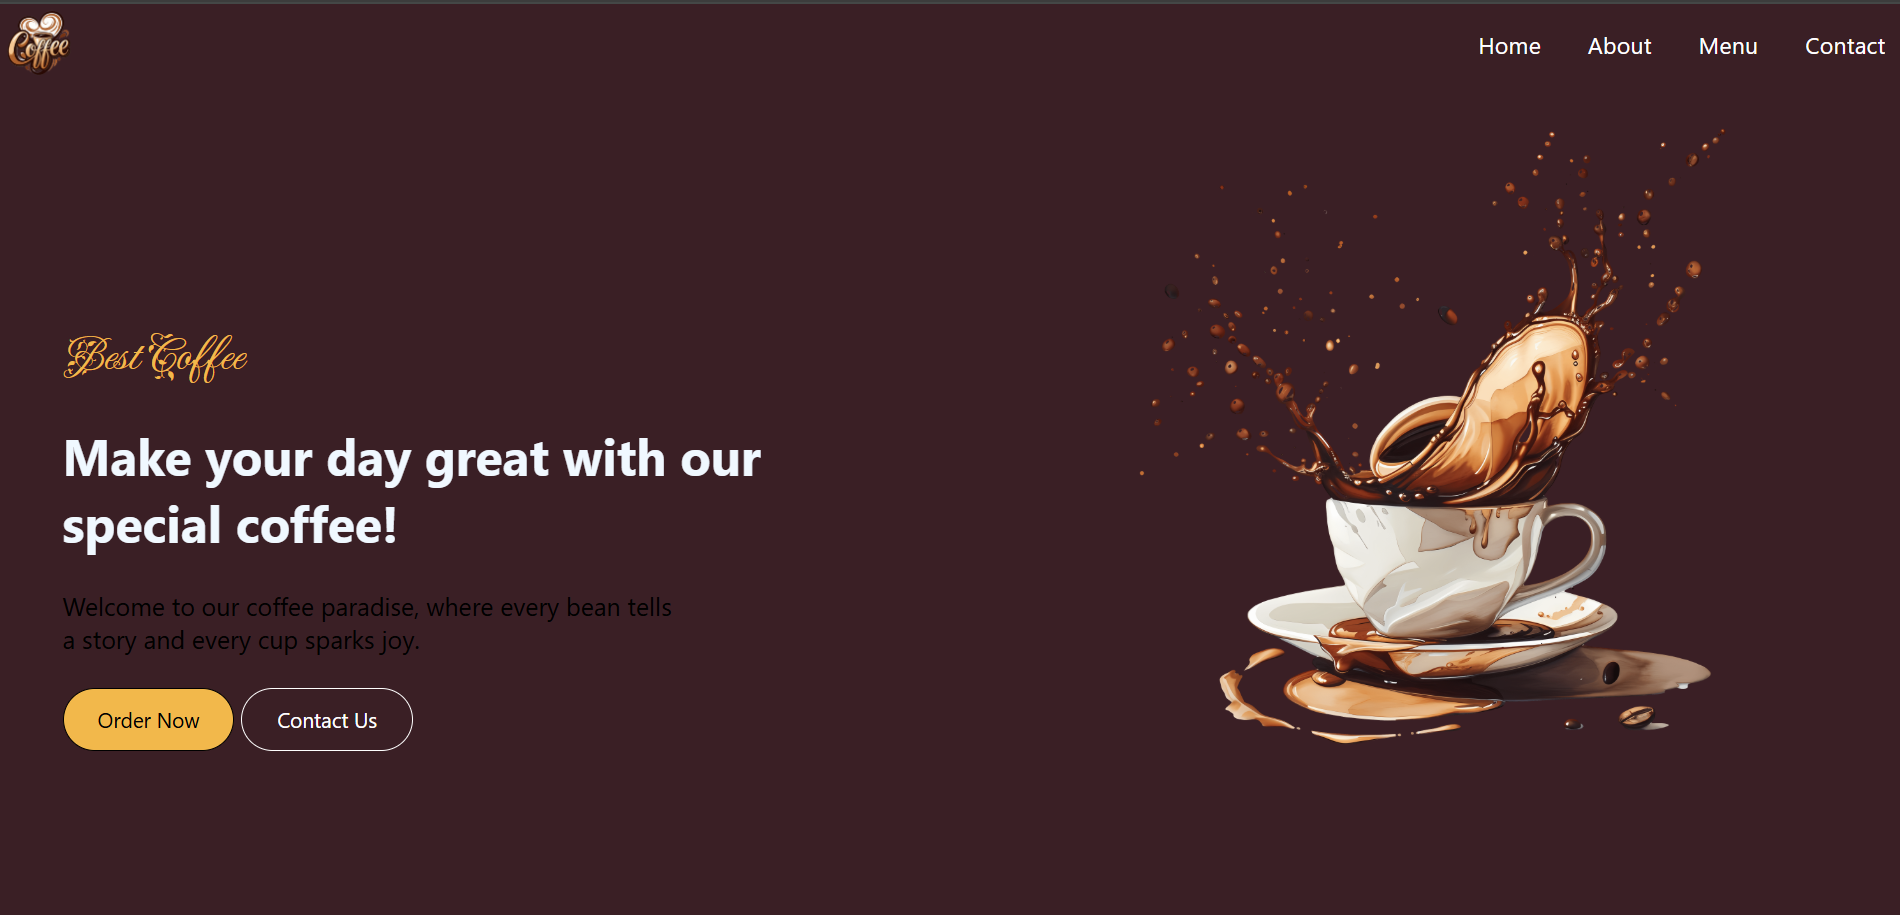 Coffee
Home About Menu Contact
Best Coffee
Make your day great with our
special coffee!
Welcome to our coffee paradise, where every bean tells
a story and every cup sparks joy.
Order Now Contact Us